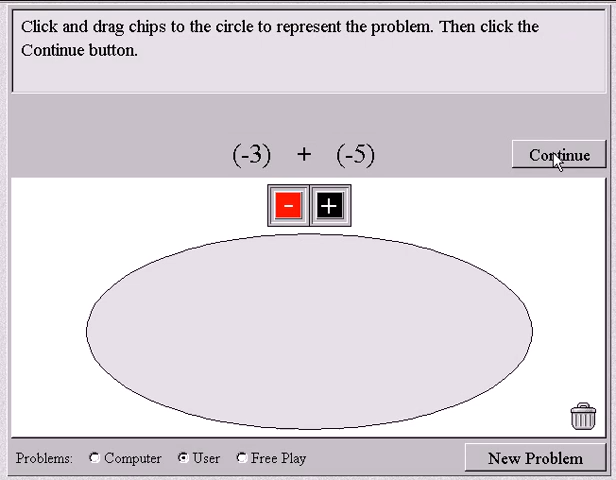 Click and drag chips to the circle to represent the problem. Then click the
Continue button.
(-3) + (-5)
Continue
- +
Problems: Computer User Free Play
New Problem